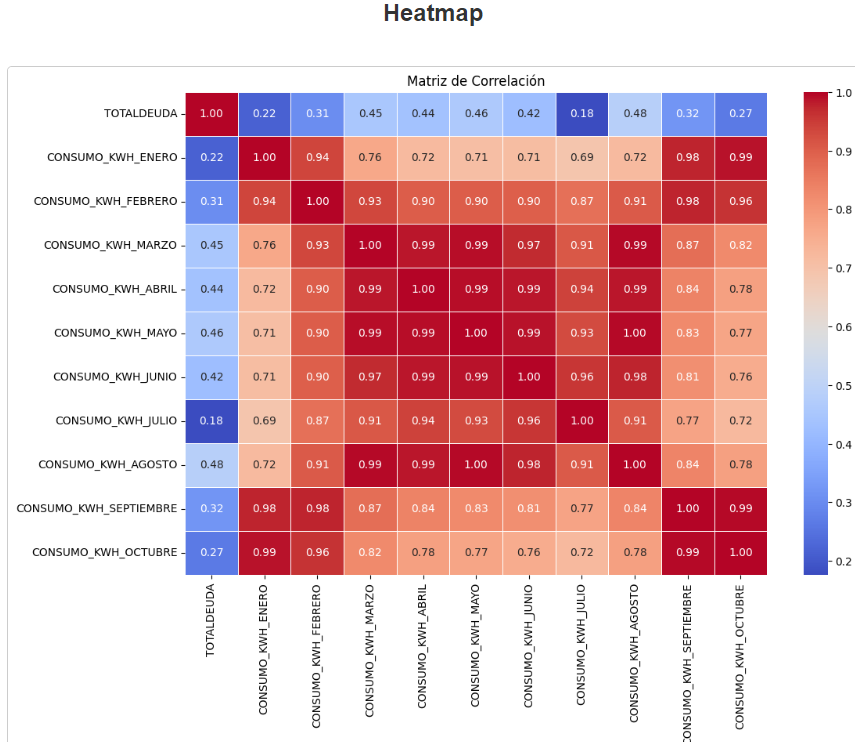 Heatmap
Matriz de Correlación
TOTALDEUDA 1.00 0.22 0.31 0.45 0.44 0.46 0.42 0.18 0.48 0.32 0.27
CONSUMO_KWH_ENERO 0.22 1.00 0.94 0.76 0.72 0.71 0.71 0.69 0.72 0.98 0.99
CONSUMO_KWH_FEBRERO 0.31 0.94 1.00 0.93 0.90 0.90 0.90 0.87 0.91 0.98 0.96
CONSUMO_KWH_MARZO 0.45 0.76 0.93 1.00 0.99 0.99 0.97 0.91 0.99 0.87 0.82
CONSUMO_KWH_ABRIL 0.44 0.72 0.90 0.99 1.00 0.99 0.99 0.94 0.99 0.84 0.78
CONSUMO_KWH_MAYO 0.46 0.71 0.90 0.99 0.99 1.00 0.99 0.93 1.00 0.83 0.77
CONSUMO_KWH_JUNIO 0.42 0.71 0.90 0.97 0.99 0.99 1.00 0.96 0.98 0.81 0.76
CONSUMO_KWH_JULIO 0.18 0.69 0.87 0.91 0.94 0.93 0.96 1.00 0.91 0.77 0.72
CONSUMO_KWH_AGOSTO 0.48 0.72 0.91 0.99 0.99 1.00 0.98 0.91 1.00 0.84 0.78
CONSUMO_KWH_SEPTIEMBRE 0.32 0.98 0.98 0.87 0.84 0.83 0.81 0.77 0.84 1.00 0.99
CONSUMO_KWH_OCTUBRE 0.27 0.99 0.96 0.82 0.78 0.77 0.76 0.72 0.78 0.99 1.00
TOTALDEUDA
CONSUMO_KWH_ENERO
CONSUMO_KWH_FEBRERO
CONSUMO_KWH_MARZO
CONSUMO_KWH_ABRIL
CONSUMO_KWH_MAYO
CONSUMO_KWH_JUNIO
CONSUMO_KWH_JULIO
CONSUMO_KWH_AGOSTO
CONSUMO_KWH_SEPTIEMBRE
CONSUMO_KWH_OCTUBRE
1.0
0.9
0.8
0.7
0.6
0.5
0.4
0.3
0.2